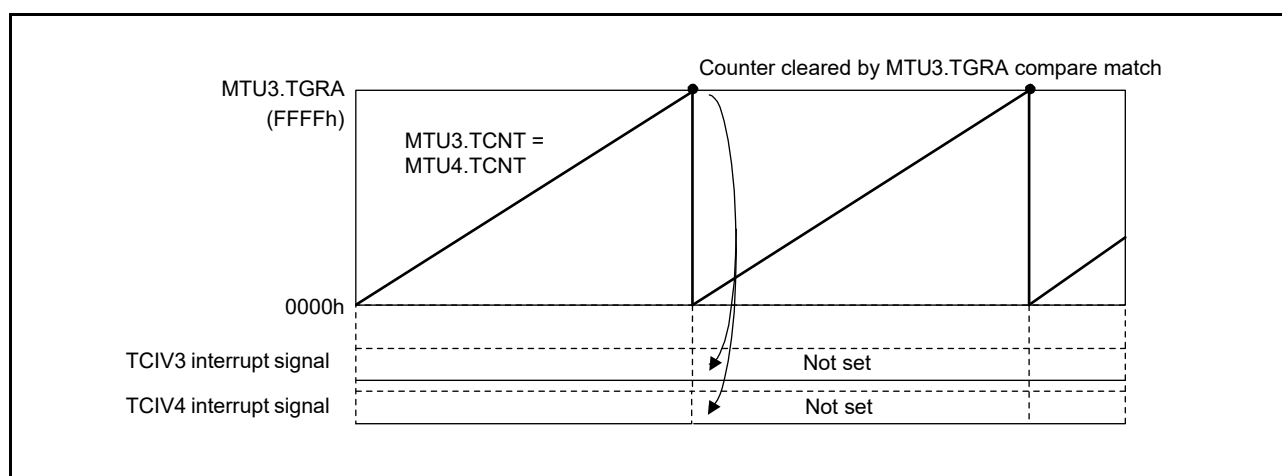 Counter cleared by MTU3.TGRA compare match
MTU3.TGRA
(FFFFh)
MTU3.TCNT =
MTU4.TCNT
0000h
TCIV3 interrupt signal
Not set
TCIV4 interrupt signal
Not set